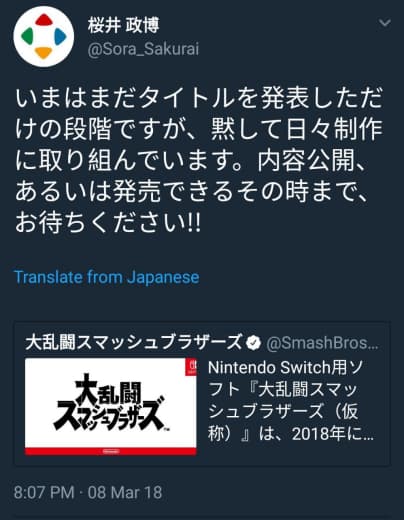 桜井 政博
@Sora_Sakurai
いまはまだタイトルを発表しただ
けの段階ですが、黙して日々制作
に取り組んでいます。内容公開、
あるいは発売できるその時まで、
お待ちください!!
Translate from Japanese
大乱闘スマッシュブラザーズ @SmashBros...
Nintendo Switch用ソ
フト『大乱闘スマッ
シュブラザーズ（仮
称）』は、2018年に...
大乱闘
スマッシュブラザーズ
Nintendo
8:07 PM · 08 Mar 18